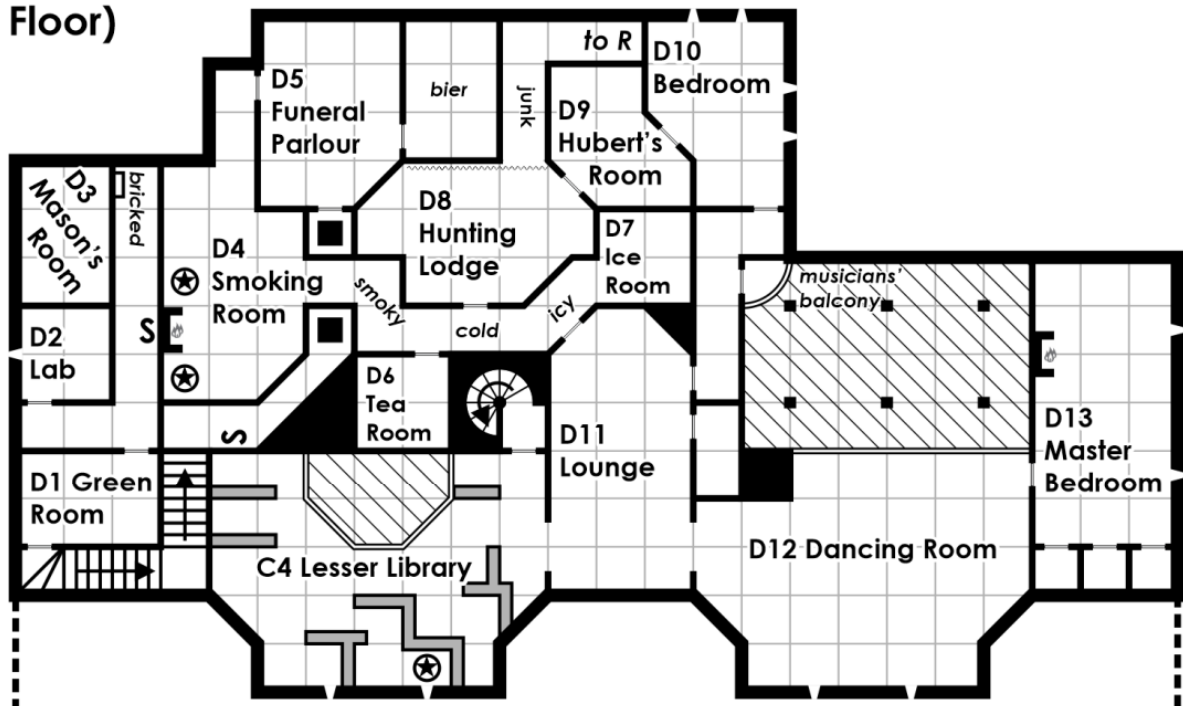 Floor)
D5
Funeral
Parlour
bier
junk
to R
D10
Bedroom
D9
Hubert's
Room
D3
Mason's
Room
bricked
D4
Smoking
Room
D8
Hunting
Lodge
D7
Ice
Room
musicians'
balcony
smoky
cold
icy
S
D2
Lab
D6
Tea
Room
S
D11
Lounge
D13
Master
Bedroom
D1 Green
Room
C4 Lesser Library
D12 Dancing Room